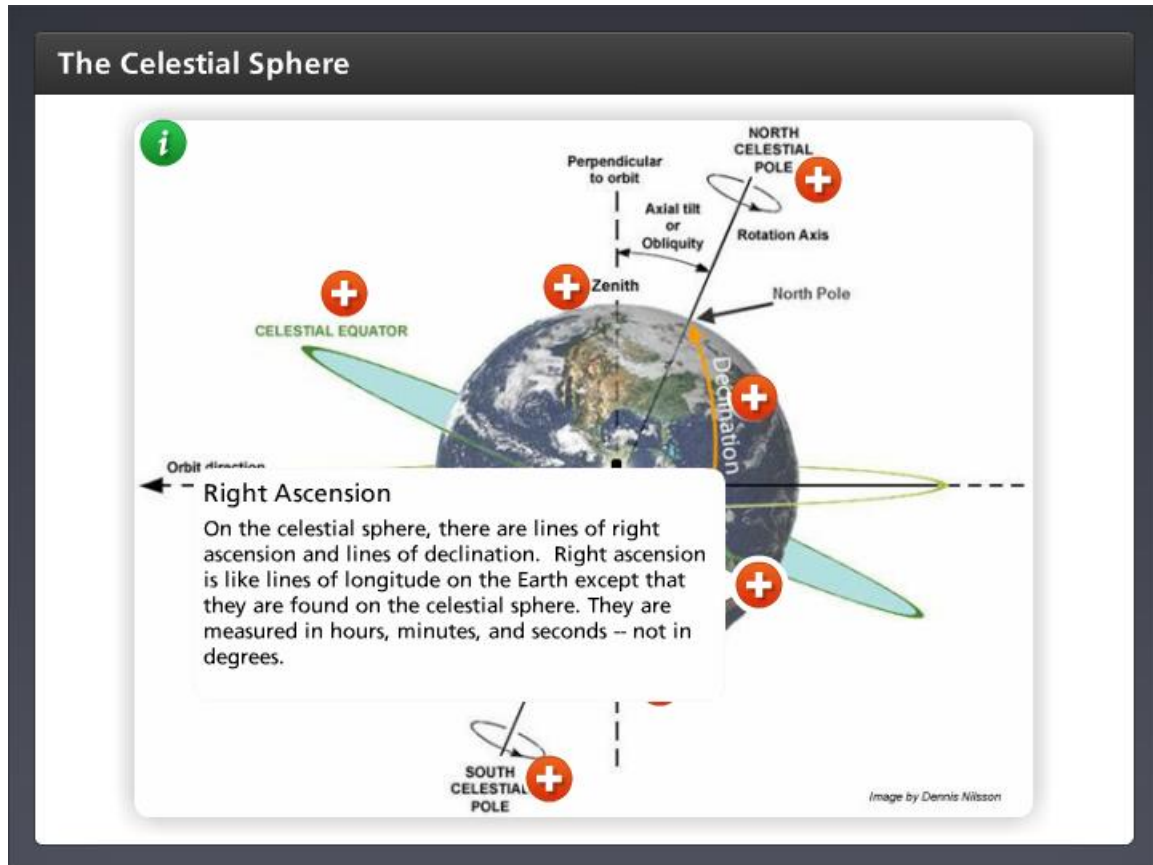 The Celestial Sphere
i
NORTH
CELESTIAL
POLE
Perpendicular
to orbit
Axial tilt
or
Obliquity
Rotation Axis
Zenith
North Pole
CELESTIAL EQUATOR
Declination
Orbit direction
Right Ascension
On the celestial sphere, there are lines of right
ascension and lines of declination.  Right ascension
is like lines of longitude on the Earth except that
they are found on the celestial sphere. They are
measured in hours, minutes, and seconds -- not in
degrees.
SOUTH
CELESTIAL
POLE
Image by Dennis Nilsson